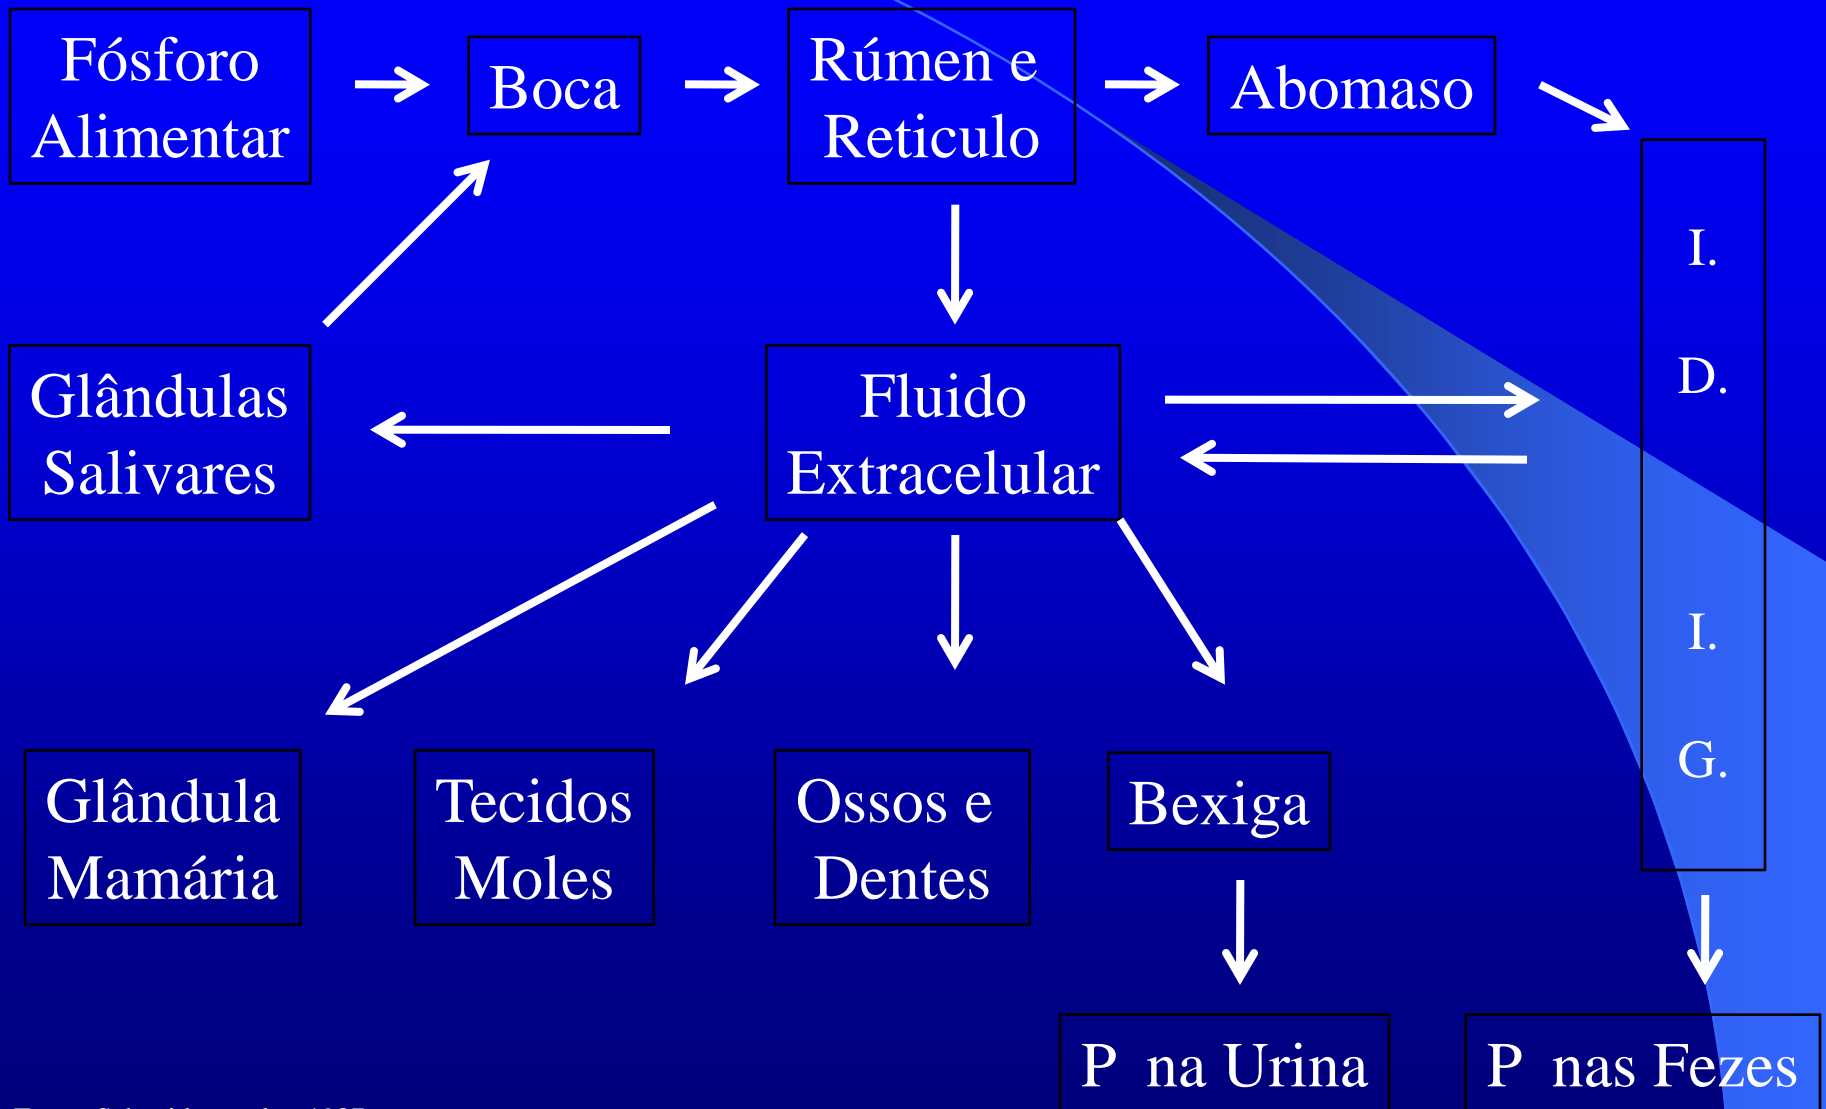 Fósforo
Alimentar
Boca
Rúmen e
Reticulo
Abomaso
I.
D.
I.
G.
Glândulas
Salivares
Fluido
Extracelular
Glândula
Mamária
Tecidos
Moles
Ossos e
Dentes
Bexiga
P na Urina
P nas Fezes